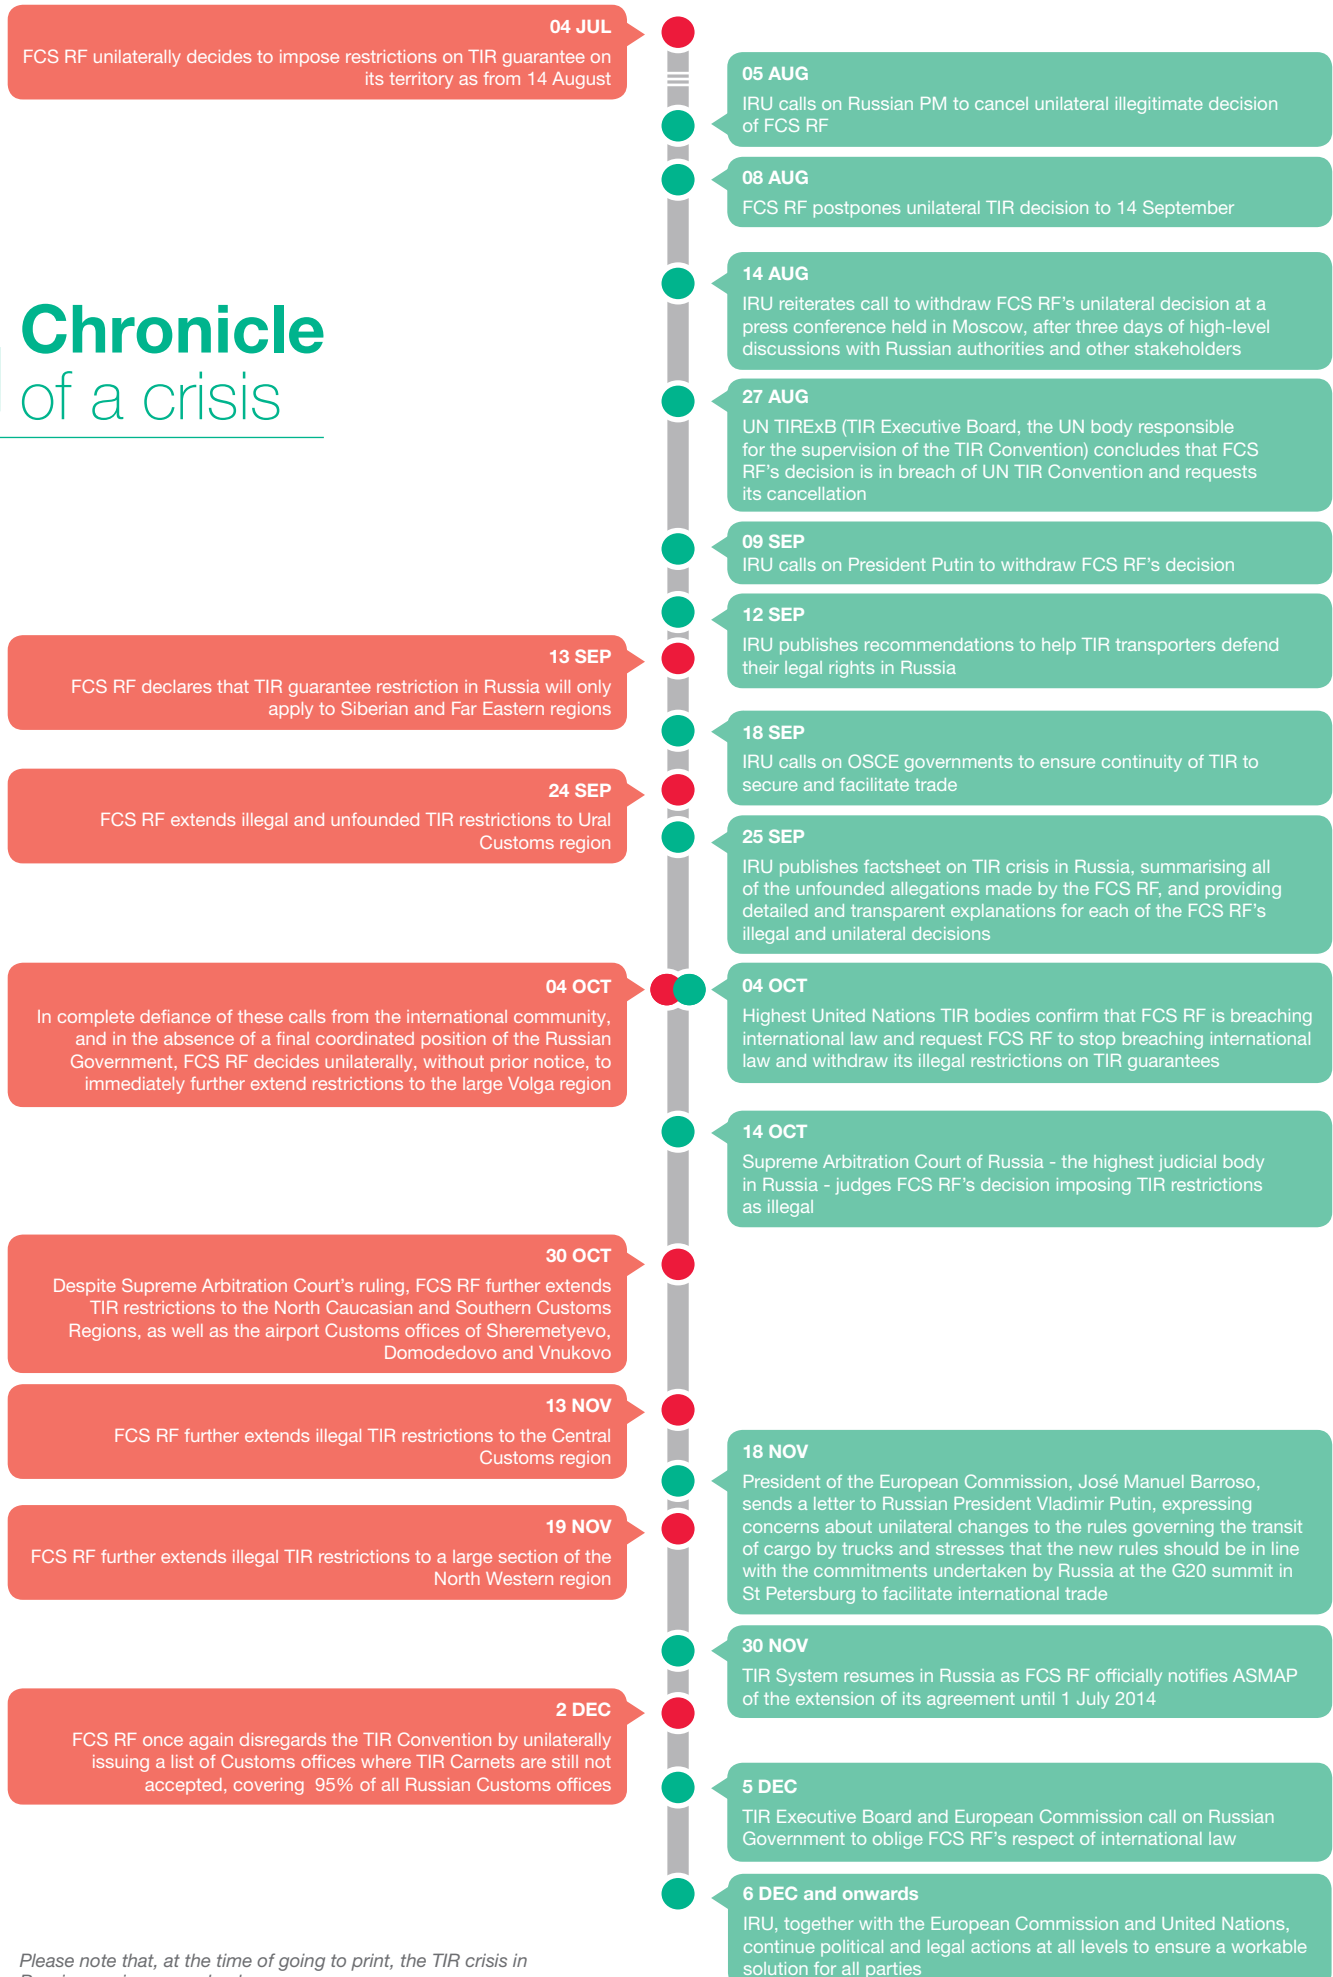 Chronicle
of a crisis
04 JUL
FCS RF unilaterally decides to impose restrictions on TIR guarantee on
its territory as from 14 August
05 AUG
IRU calls on Russian PM to cancel unilateral illegitimate decision
of FCS RF
08 AUG
FCS RF postpones unilateral TIR decision to 14 September
14 AUG
IRU reiterates call to withdraw FCS RF's unilateral decision at a
press conference held in Moscow, after three days of high-level
discussions with Russian authorities and other stakeholders
27 AUG
UN TIRExB (TIR Executive Board, the UN body responsible
for the supervision of the TIR Convention) concludes that FCS
RF's decision is in breach of UN TIR Convention and requests
its cancellation
09 SEP
IRU calls on President Putin to withdraw FCS RF's decision
12 SEP
IRU publishes recommendations to help TIR transporters defend
their legal rights in Russia
13 SEP
FCS RF declares that TIR guarantee restriction in Russia will only
apply to Siberian and Far Eastern regions
18 SEP
IRU calls on OSCE governments to ensure continuity of TIR to
secure and facilitate trade
24 SEP
FCS RF extends illegal and unfounded TIR restrictions to Ural
Customs region
25 SEP
IRU publishes factsheet on TIR crisis in Russia, summarising all
of the unfounded allegations made by the FCS RF, and providing
detailed and transparent explanations for each of the FCS RF's
illegal and unilateral decisions
04 OCT
In complete defiance of these calls from the international community,
and in the absence of a final coordinated position of the Russian
Government, FCS RF decides unilaterally, without prior notice, to
immediately further extend restrictions to the large Volga region
04 OCT
Highest United Nations TIR bodies confirm that FCS RF is breaching
international law and request FCS RF to stop breaching international
law and withdraw its illegal restrictions on TIR guarantees
14 OCT
Supreme Arbitration Court of Russia - the highest judicial body
in Russia - judges FCS RF's decision imposing TIR restrictions
as illegal
30 OCT
Despite Supreme Arbitration Court's ruling, FCS RF further extends
TIR restrictions to the North Caucasian and Southern Customs
Regions, as well as the airport Customs offices of Sheremetyevo,
Domodedovo and Vnukovo
13 NOV
FCS RF further extends illegal TIR restrictions to the Central
Customs region
18 NOV
President of the European Commission, José Manuel Barroso,
sends a letter to Russian President Vladimir Putin, expressing
concerns about unilateral changes to the rules governing the transit
of cargo by trucks and stresses that the new rules should be in line
with the commitments undertaken by Russia at the G20 summit in
St Petersburg to facilitate international trade
19 NOV
FCS RF further extends illegal TIR restrictions to a large section of the
North Western region
30 NOV
TIR System resumes in Russia as FCS RF officially notifies ASMAP
of the extension of its agreement until 1 July 2014
2 DEC
FCS RF once again disregards the TIR Convention by unilaterally
issuing a list of Customs offices where TIR Carnets are still not
accepted, covering 95% of all Russian Customs offices
5 DEC
TIR Executive Board and European Commission call on Russian
Government to oblige FCS RF's respect of international law
6 DEC and onwards
IRU, together with the European Commission and United Nations,
continue political and legal actions at all levels to ensure a workable
solution for all parties
Please note that, at the time of going to print, the TIR crisis in